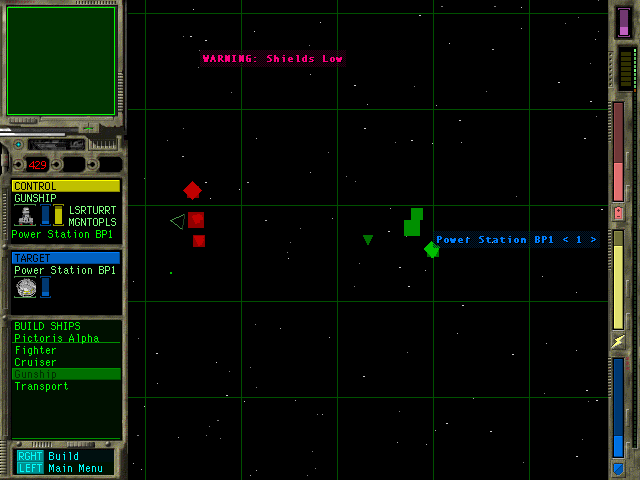 WARNING: Shields Low
429
CONTROL
GUNSHIP
LSRTURRT
MGNTOPLS
Power Station BP1
Power Station BP1 < 1 >
TARGET
Power Station BP1
BUILD SHIPS
Pictoris Alpha
Fighter
Cruiser
Gunship
Transport
RGHT Build
LEFT Main Menu